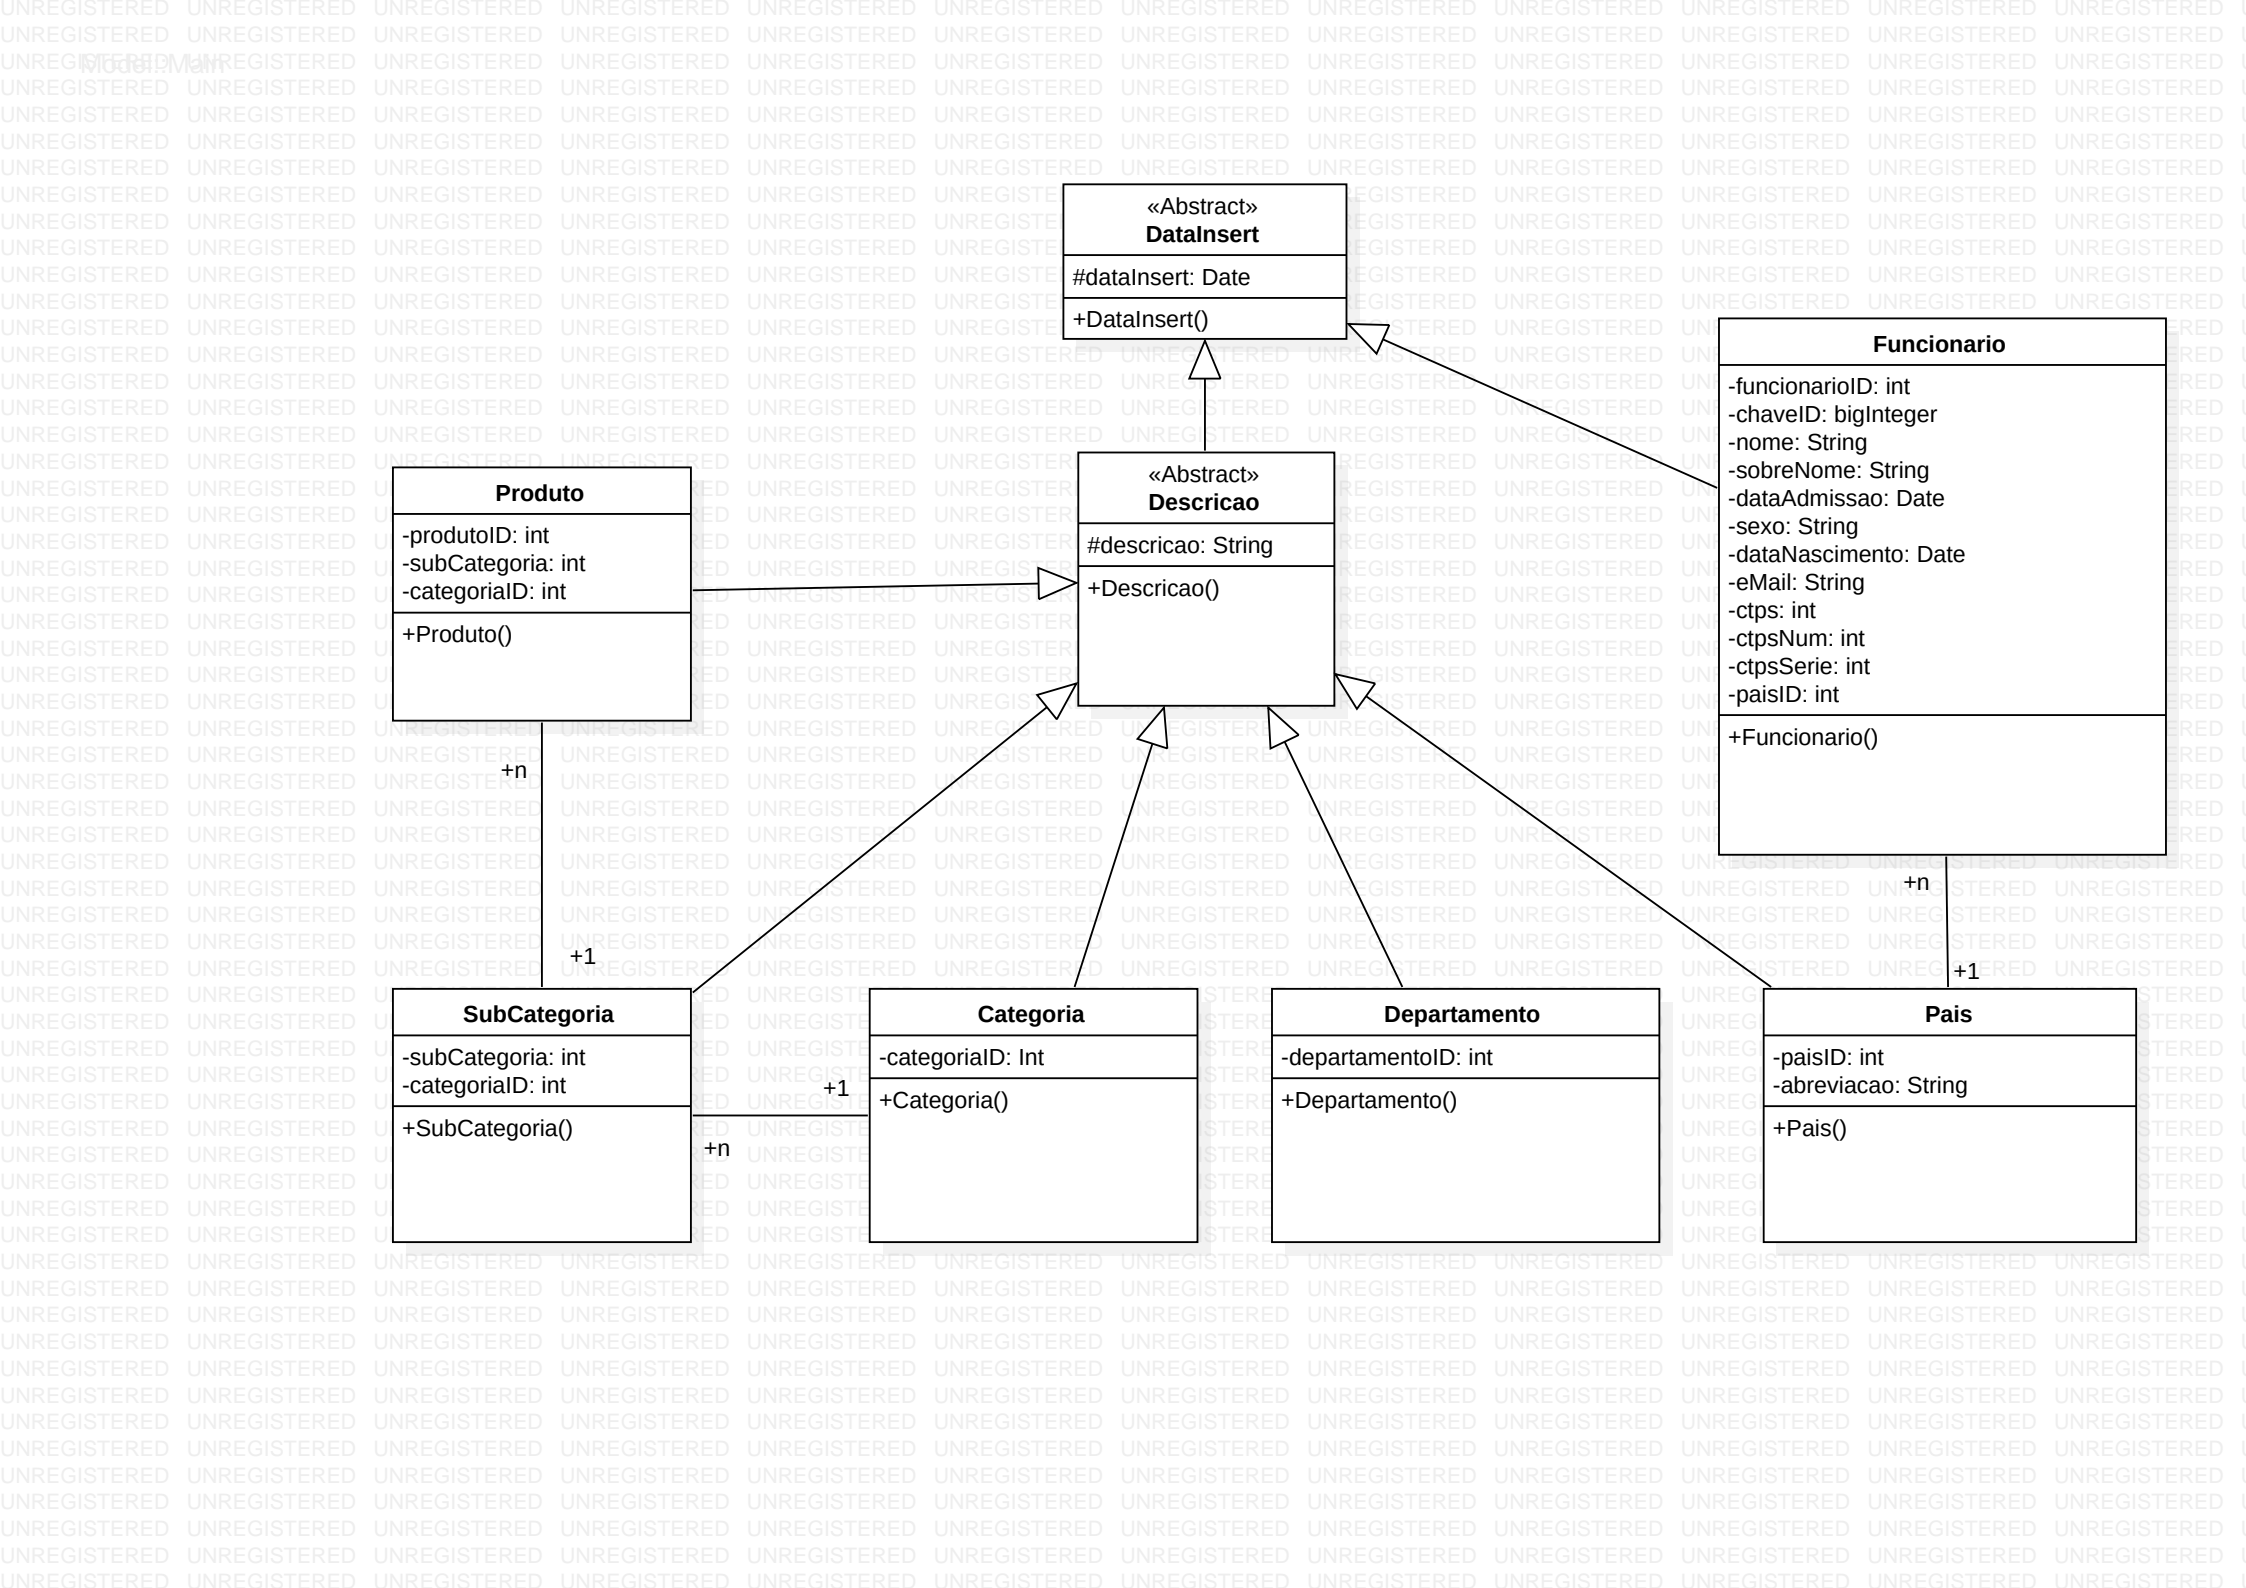 Model::Main
«Abstract»
DataInsert
#dataInsert: Date
+DataInsert()
Funcionario
-funcionarioID: int
-chaveID: bigInteger
-nome: String
-sobreNome: String
-dataAdmissao: Date
-sexo: String
-dataNascimento: Date
-eMail: String
-ctps: int
-ctpsNum: int
-ctpsSerie: int
-paisID: int
+Funcionario()
Produto
-produtoID: int
-subCategoria: int
-categoriaID: int
+Produto()
«Abstract»
Descricao
#descricao: String
+Descricao()
+n
+1
+n
+1
SubCategoria
-subCategoria: int
-categoriaID: int
+SubCategoria()
+1
+n
Categoria
-categoriaID: Int
+Categoria()
Departamento
-departamentoID: int
+Departamento()
Pais
-paisID: int
-abreviacao: String
+Pais()
UNREGISTERED